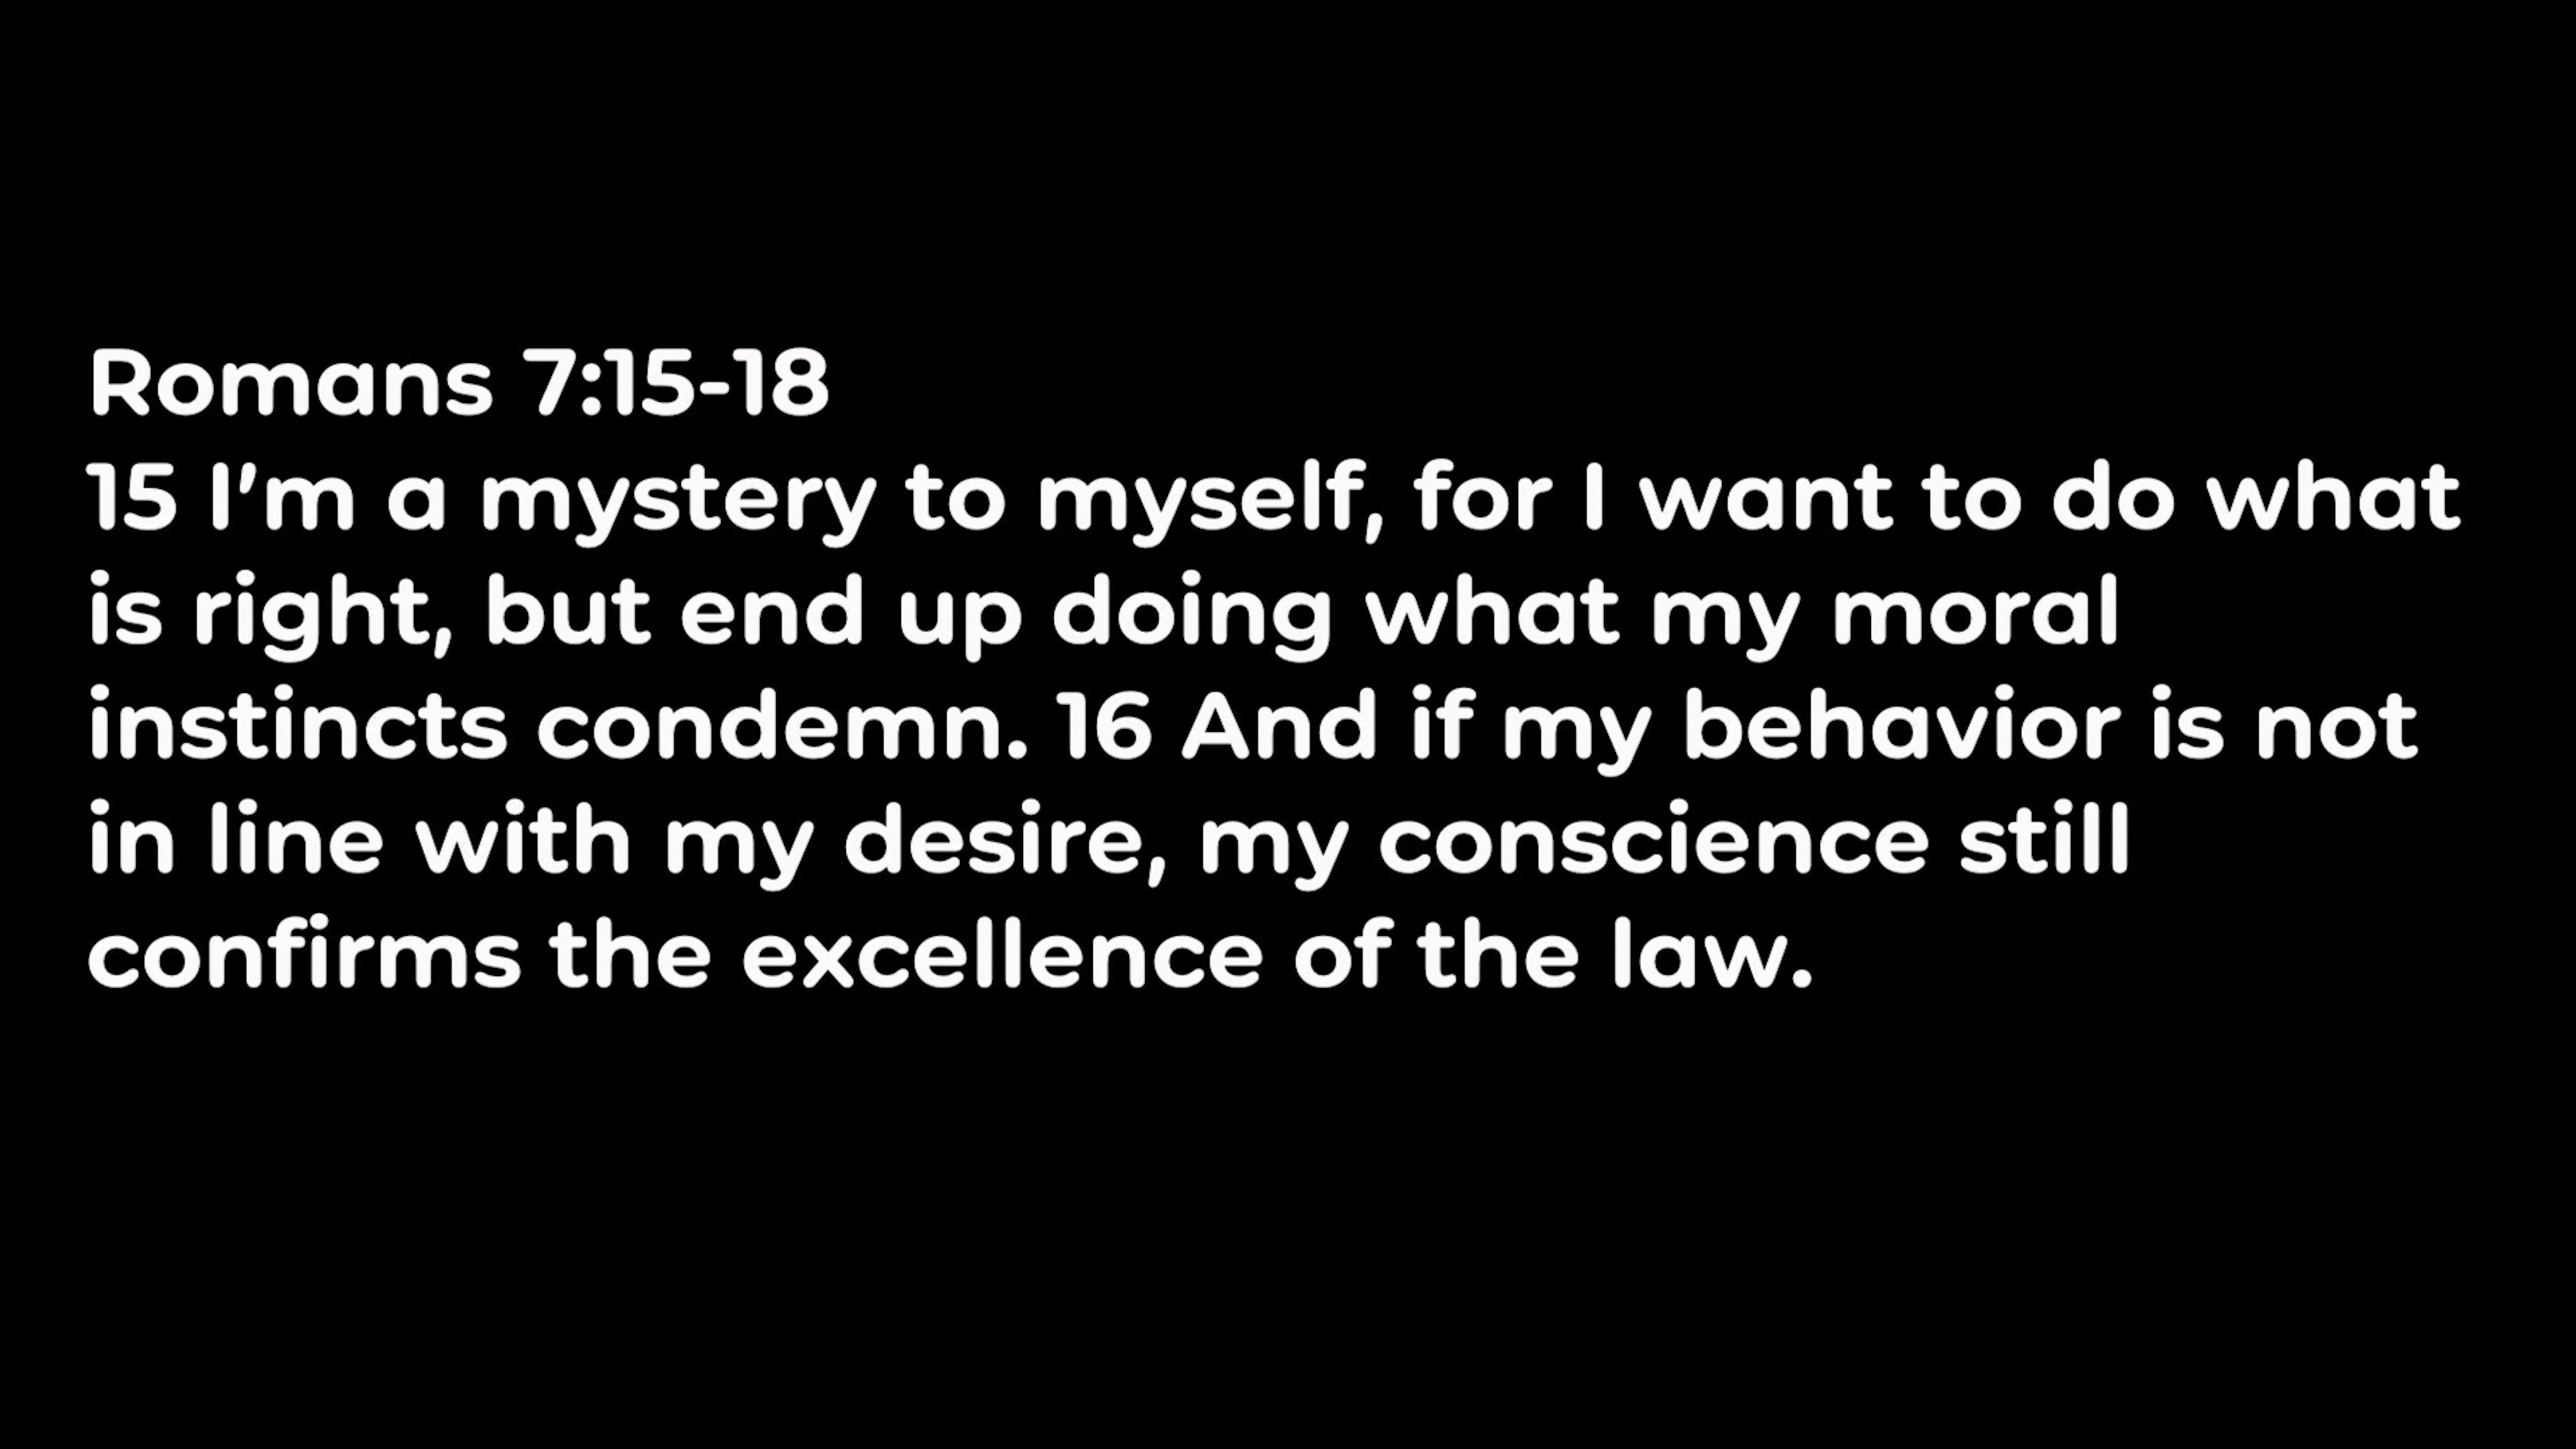 Romans 7:15-18
15 I'm a mystery to myself, for I want to do what
is right, but end up doing what my moral
instincts condemn. 16 And if my behavior is not
in line with my desire, my conscience still
confirms the excellence of the law.